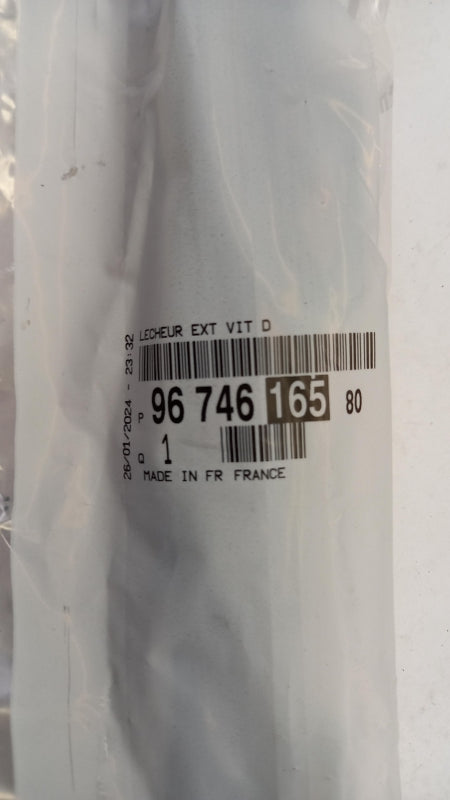 LECHEUR EXT VIT D
P 96 746 165 80
Q 1
MADE IN FR FRANCE
26/01/2024 - 23:32